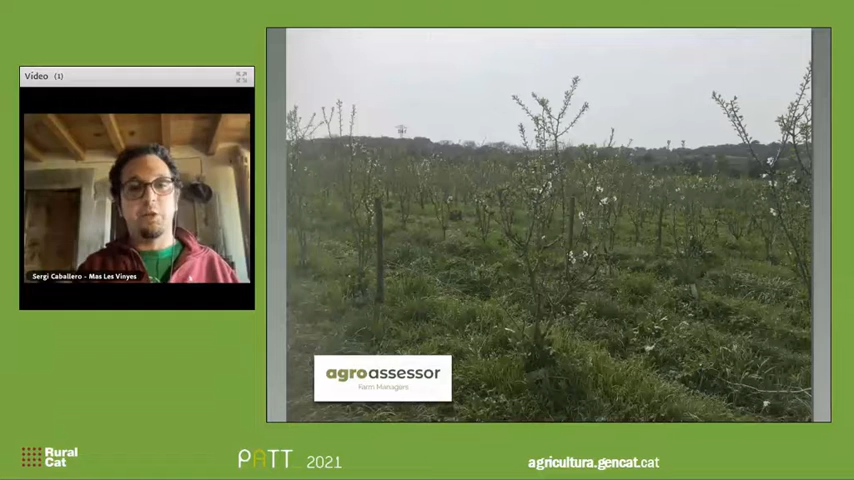 Vídeo (1)
Sergi Caballero - Mas Les Vinyes
agroassessor
Farm Managers
Rural
Cat
PATT 2021
agricultura.gencat.cat